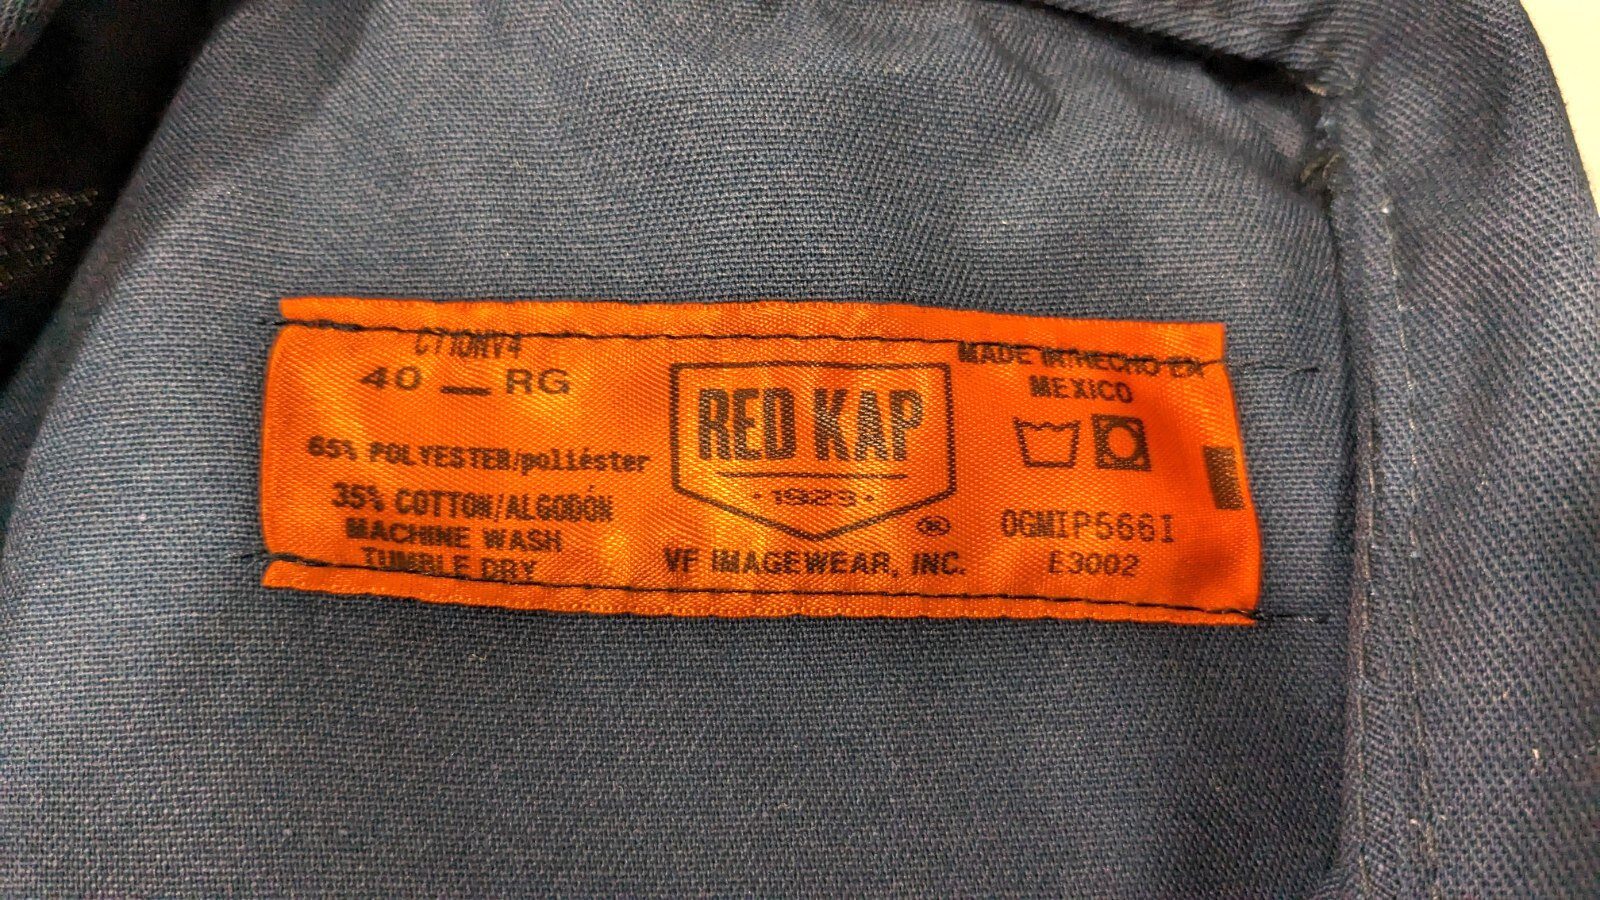 CT10NV4
40 — RG
65% POLYESTER/poliéster
35% COTTON/ALGODÓN
MACHINE WASH
TUMBLE DRY
RED KAP
· 1923 ·
®
VF IMAGEWEAR, INC.
MADE IN/HECHO EN
MEXICO
0GMIP566I
E3002